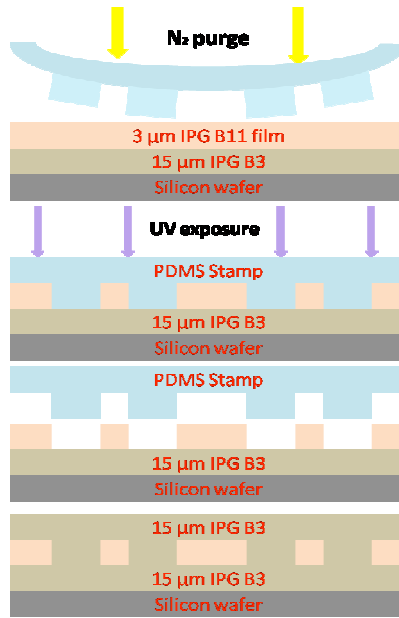 N₂ purge
3 µm IPG B11 film
15 µm IPG B3
Silicon wafer
UV exposure
PDMS Stamp
15 µm IPG B3
Silicon wafer
PDMS Stamp
15 µm IPG B3
Silicon wafer
15 µm IPG B3
15 µm IPG B3
Silicon wafer